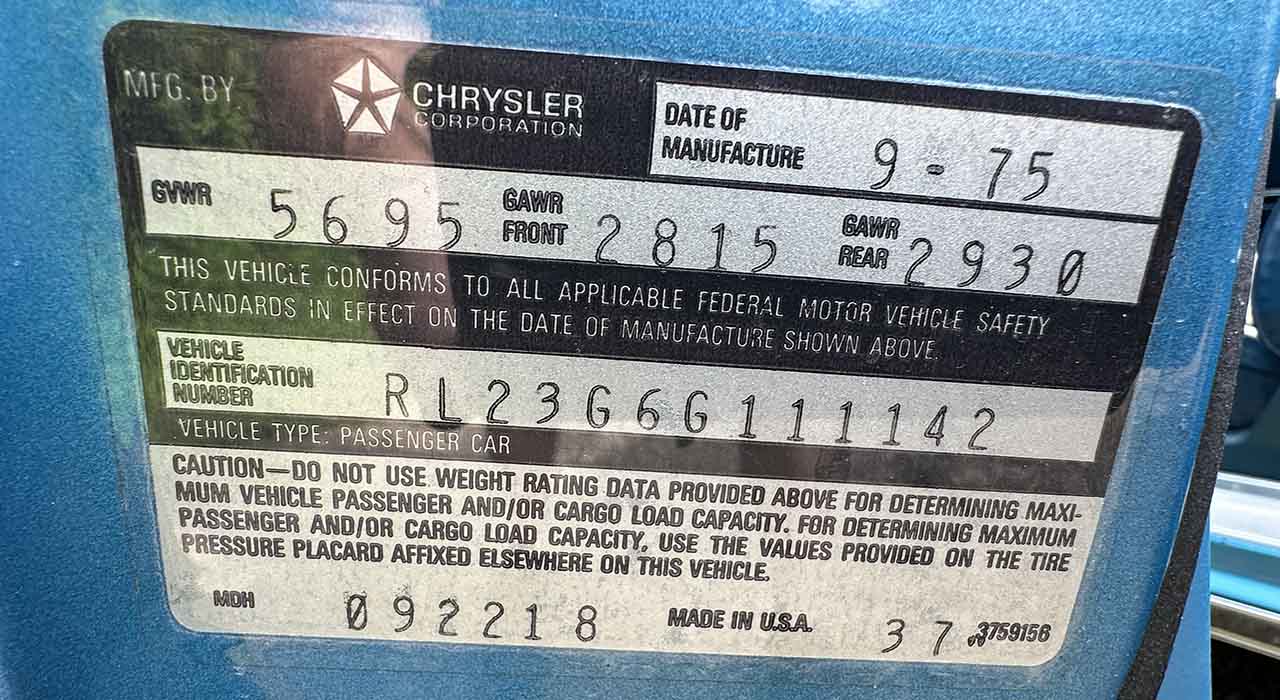 MFG. BY CHRYSLER CORPORATION
DATE OF MANUFACTURE 9 - 75
GVWR 5695 GAWR FRONT 2815 GAWR REAR 2930
THIS VEHICLE CONFORMS TO ALL APPLICABLE FEDERAL MOTOR VEHICLE SAFETY
STANDARDS IN EFFECT ON THE DATE OF MANUFACTURE SHOWN ABOVE.
VEHICLE IDENTIFICATION NUMBER RL23G6G111142
VEHICLE TYPE: PASSENGER CAR
CAUTION—DO NOT USE WEIGHT RATING DATA PROVIDED ABOVE FOR DETERMINING MAXI-
MUM VEHICLE PASSENGER AND/OR CARGO LOAD CAPACITY. FOR DETERMINING MAXIMUM
PASSENGER AND/OR CARGO LOAD CAPACITY, USE THE VALUES PROVIDED ON THE TIRE
PRESSURE PLACARD AFFIXED ELSEWHERE ON THIS VEHICLE.
MDH 092218 MADE IN U.S.A. 37 3759156